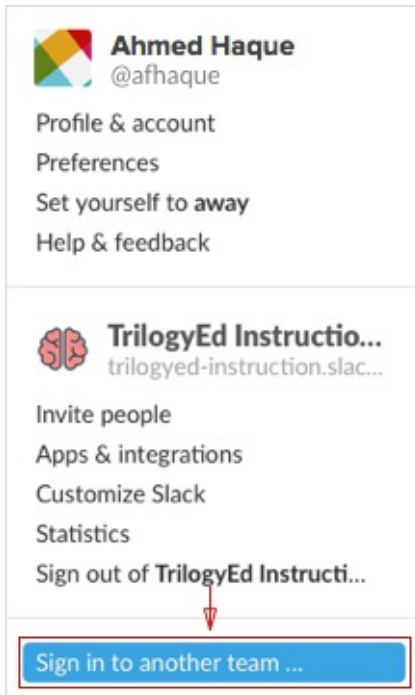 Ahmed Haque
@afhaque
Profile & account
Preferences
Set yourself to away
Help & feedback
TrilogyEd Instructio...
trilogyed-instruction.slac...
Invite people
Apps & integrations
Customize Slack
Statistics
Sign out of TrilogyEd Instructi...
Sign in to another team ...